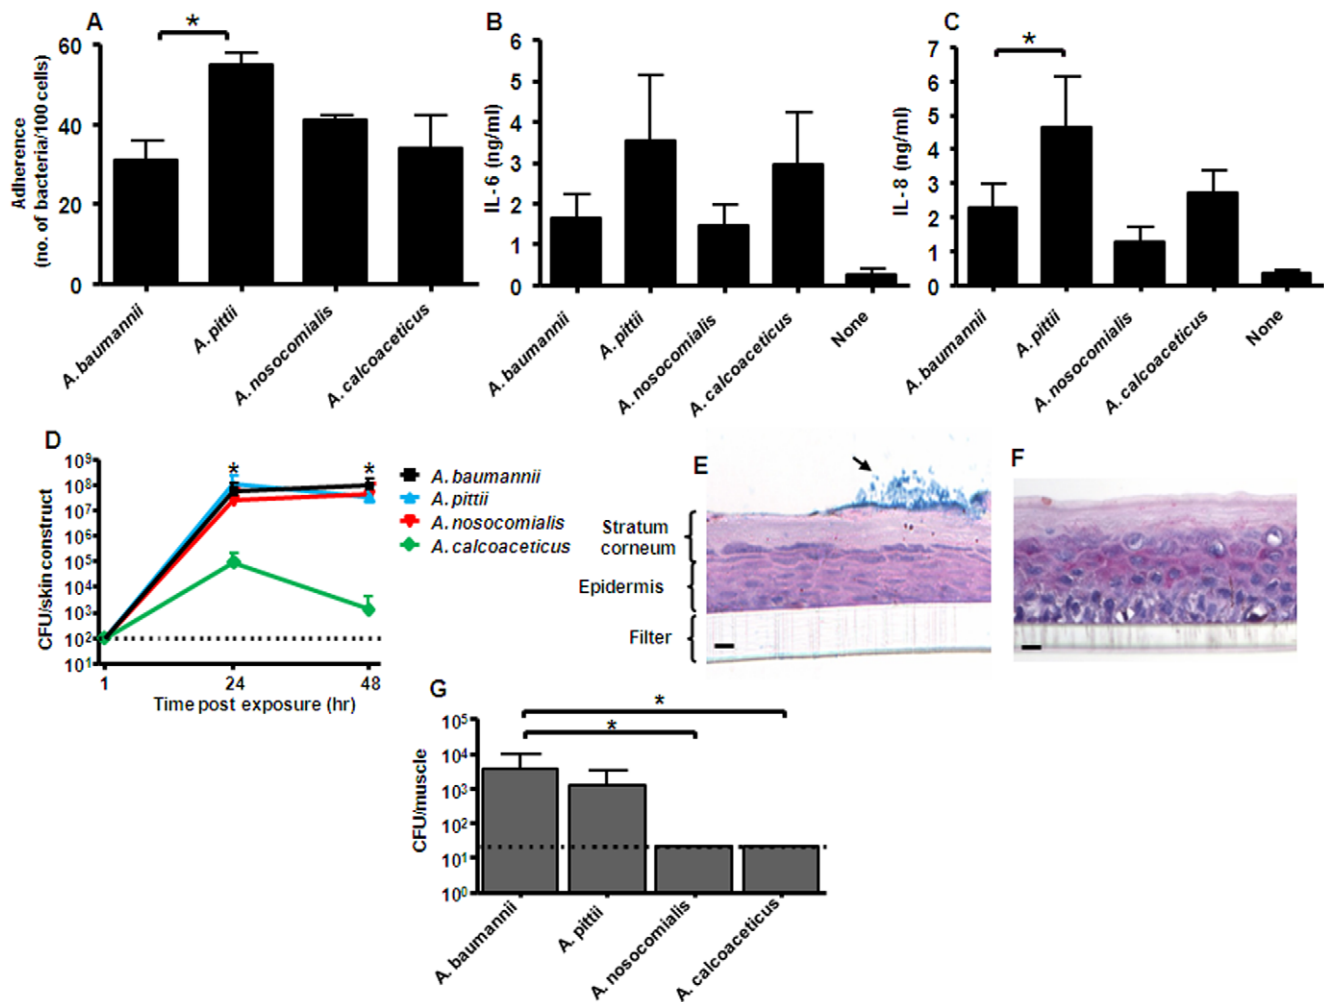 A
*
Adherence
(no. of bacteria/100 cells)
60
40
20
0
A. baumannii
A. pittii
A. nosocomialis
A. calcoaceticus
B
IL-6 (ng/ml)
6
5
4
3
2
1
0
A. baumannii
A. pittii
A. nosocomialis
A. calcoaceticus
None
C
*
IL-8 (ng/ml)
7
6
5
4
3
2
1
0
A. baumannii
A. pittii
A. nosocomialis
A. calcoaceticus
None
D
CFU/skin construct
10⁹
10⁸
10⁷
10⁶
10⁵
10⁴
10³
10²
10¹
*
*
1
24
48
Time post exposure (hr)
A. baumannii
A. pittii
A. nosocomialis
A. calcoaceticus
E
Stratum
corneum
Epidermis
Filter
F
G
*
*
CFU/muscle
10⁵
10⁴
10³
10²
10¹
10⁰
A. baumannii
A. pittii
A. nosocomialis
A. calcoaceticus